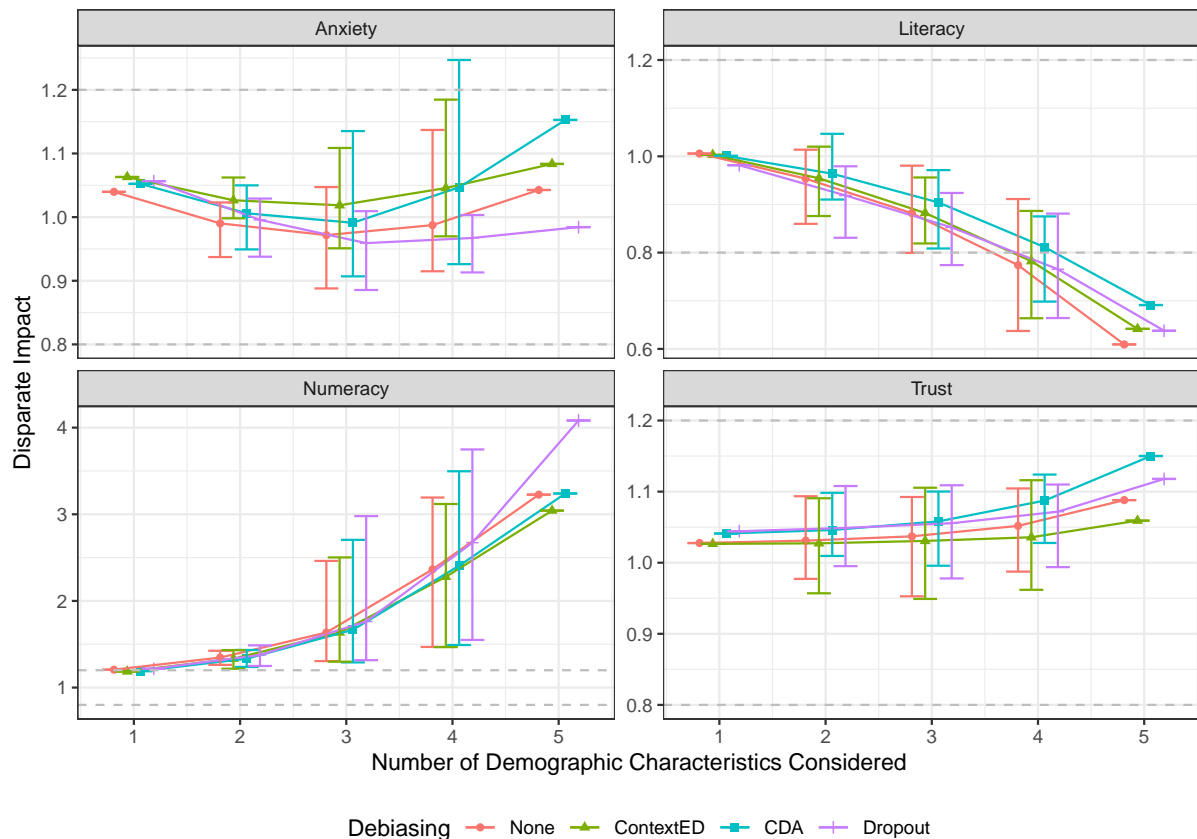 Anxiety
Literacy
1.2
1.1
1.0
0.9
0.8
1.2
1.0
0.8
0.6
Numeracy
Trust
4
3
2
1
1.2
1.1
1.0
0.9
0.8
1 2 3 4 5
1 2 3 4 5
Disparate Impact
Number of Demographic Characteristics Considered
Debiasing None ContextED CDA Dropout